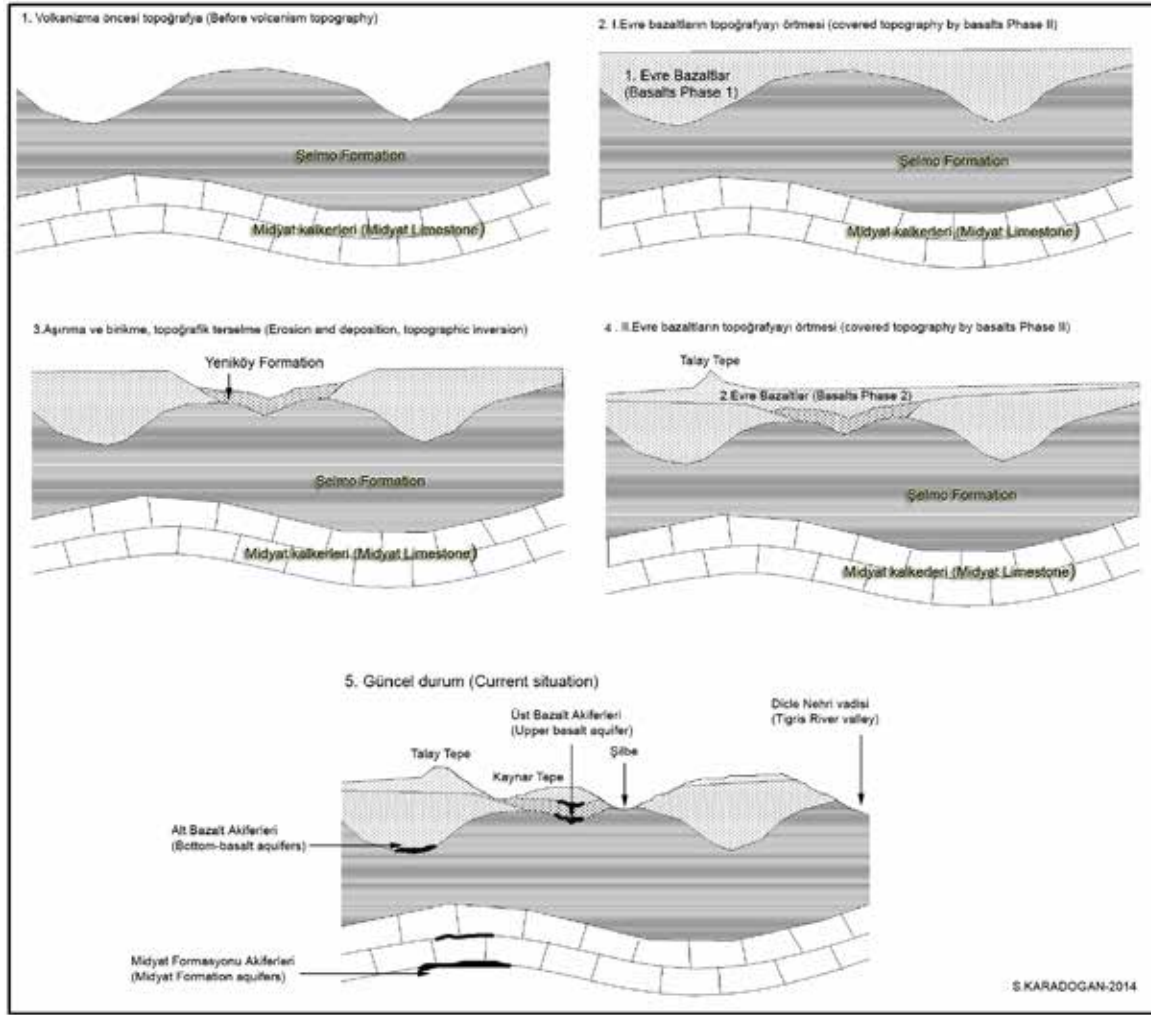 1. Volkanizma öncesi topoğrafya (Before volcanism topography)
Şelmo Formation
Midyat kalkerleri (Midyat Limestone)
2. I.Evre bazaltların topoğrafyayı örtmesi (covered topography by basalts Phase II)
1. Evre Bazaltlar
(Basalts Phase 1)
Şelmo Formation
Midyat kalkerleri (Midyat Limestone)
3.Aşınma ve birikme, topoğrafik terselme (Erosion and deposition, topographic inversion)
Yeniköy Formation
Şelmo Formation
Midyat kalkerleri (Midyat Limestone)
4 . II.Evre bazaltların topoğrafyayı örtmesi (covered topography by basalts Phase II)
Talay Tepe
2.Evre Bazaltlar (Basalts Phase 2)
Şelmo Formation
Midyat kalkerleri (Midyat Limestone)
5. Güncel durum (Current situation)
Üst Bazalt Akiferleri
(Upper basalt aquifer)
Dicle Nehri vadisi
(Tigris River valley)
Talay Tepe
Kaynar Tepe
Şilbe
Alt Bazalt Akiferleri
(Bottom-basalt aquifers)
Midyat Formasyonu Akiferleri
(Midyat Formation aquifers)
S.KARADOGAN-2014